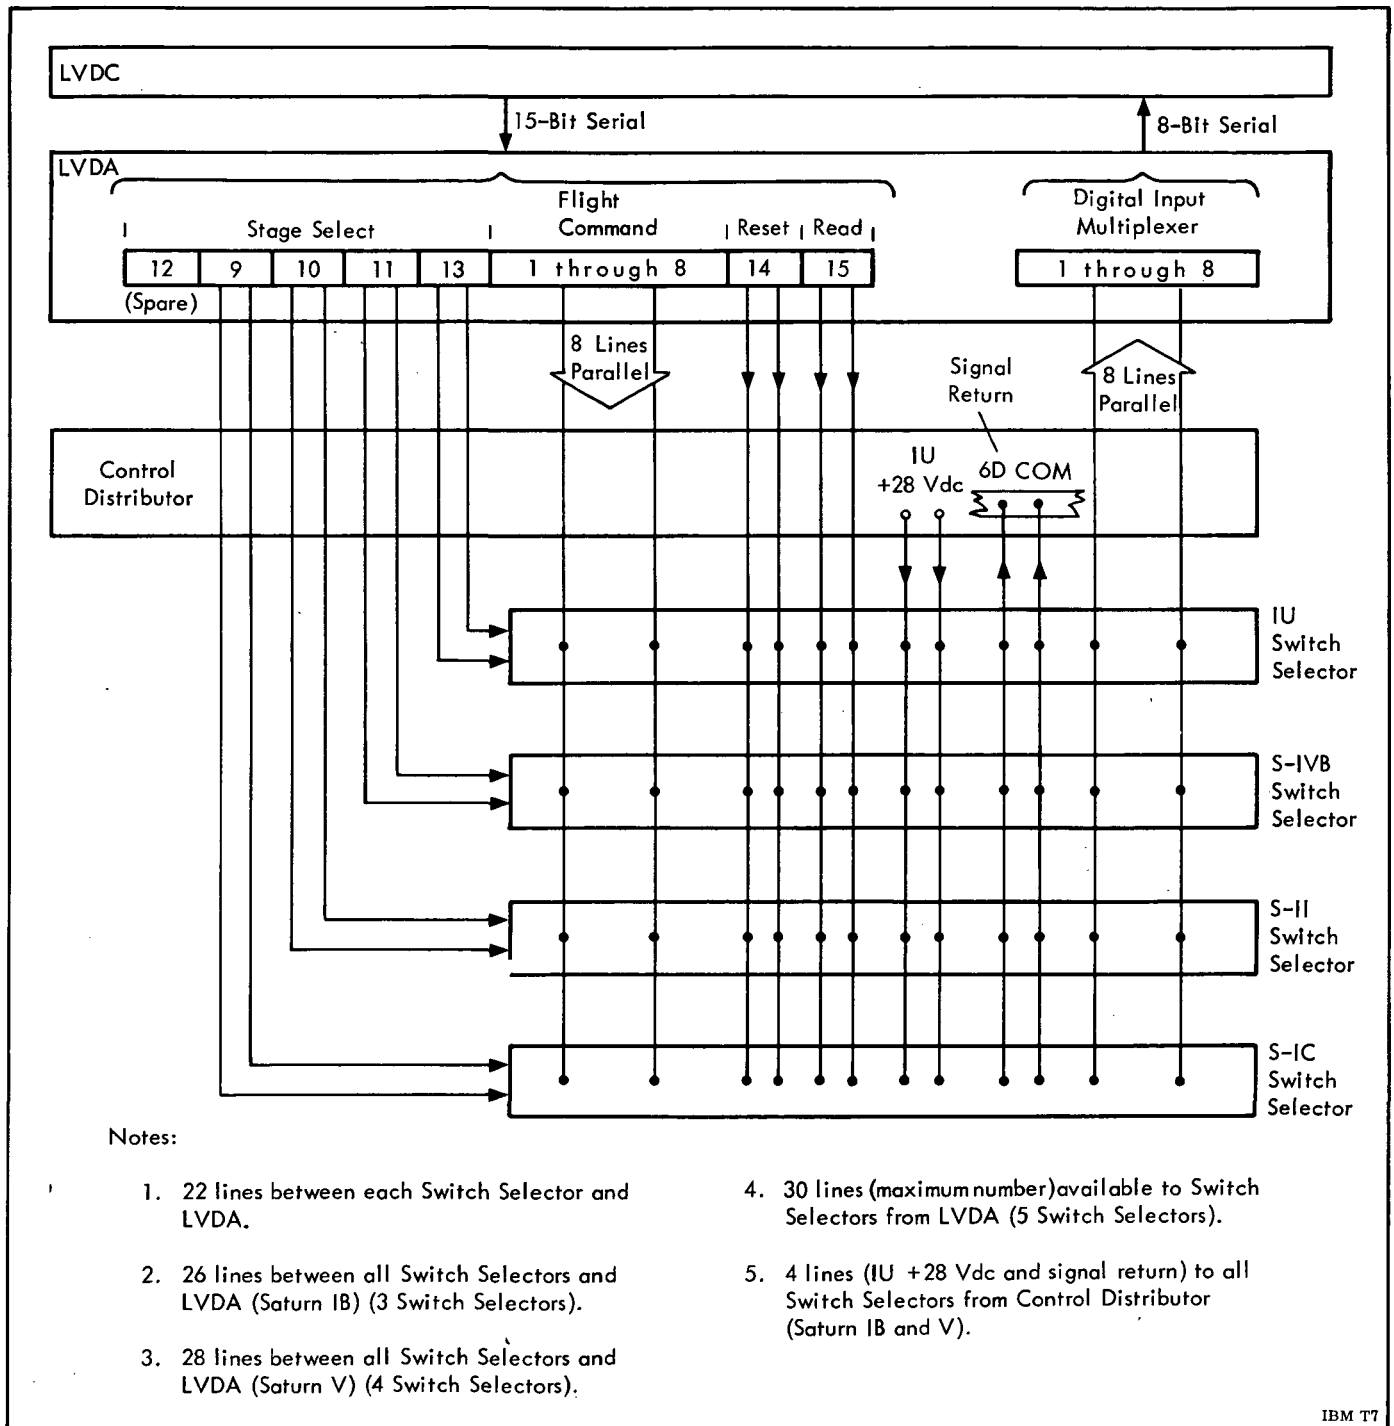 LVDC
15-Bit Serial
8-Bit Serial
LVDA
Flight
Command
Digital Input
Multiplexer
Stage Select
Reset
Read
12
9
10
11
13
1 through 8
14
15
1 through 8
(Spare)
8 Lines
Parallel
Signal
Return
8 Lines
Parallel
Control
Distributor
IU
+28 Vdc
6D COM
IU
Switch
Selector
S-IVB
Switch
Selector
S-II
Switch
Selector
S-IC
Switch
Selector
Notes:
1. 22 lines between each Switch Selector and
LVDA.
2. 26 lines between all Switch Selectors and
LVDA (Saturn IB) (3 Switch Selectors).
3. 28 lines between all Switch Selectors and
LVDA (Saturn V) (4 Switch Selectors).
4. 30 lines (maximum number) available to Switch
Selectors from LVDA (5 Switch Selectors).
5. 4 lines (IU +28 Vdc and signal return) to all
Switch Selectors from Control Distributor
(Saturn IB and V).
IBM T7